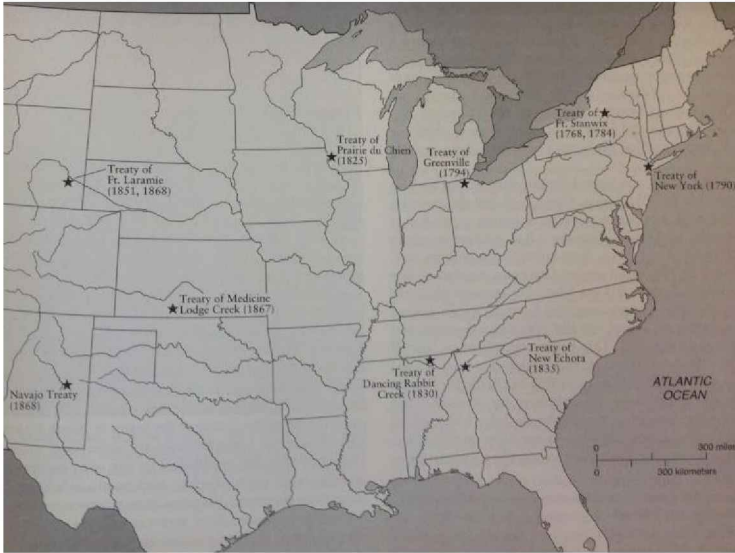 Treaty of
Ft. Stanwix
(1768, 1784)
Treaty of
Prairie du Chien
(1825)
Treaty of
Greenville
(1794)
Treaty of
Ft. Laramie
(1851, 1868)
Treaty of
New York (1790)
Treaty of Medicine
Lodge Creek (1867)
Treaty of
New Echota
(1835)
Treaty of
Dancing Rabbit
Creek (1830)
Navajo Treaty
(1868)
ATLANTIC
OCEAN
0 300 miles
0 300 kilometers